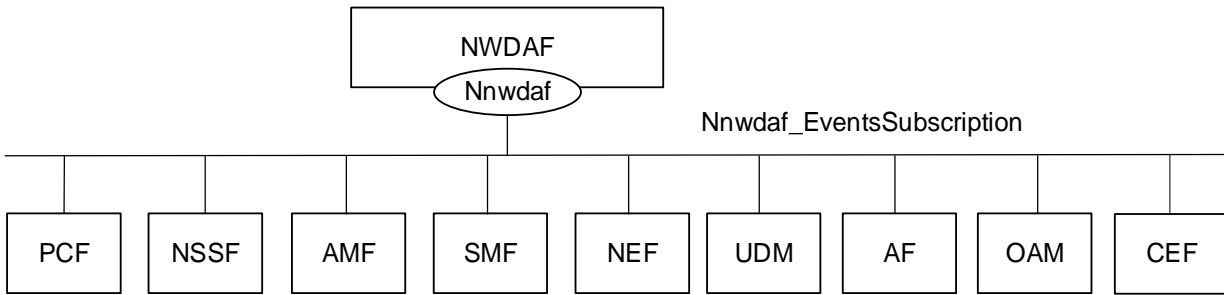 NWDAF
Nnwdaf
Nnwdaf_EventsSubscription
PCF NSSF AMF SMF NEF UDM AF OAM CEF